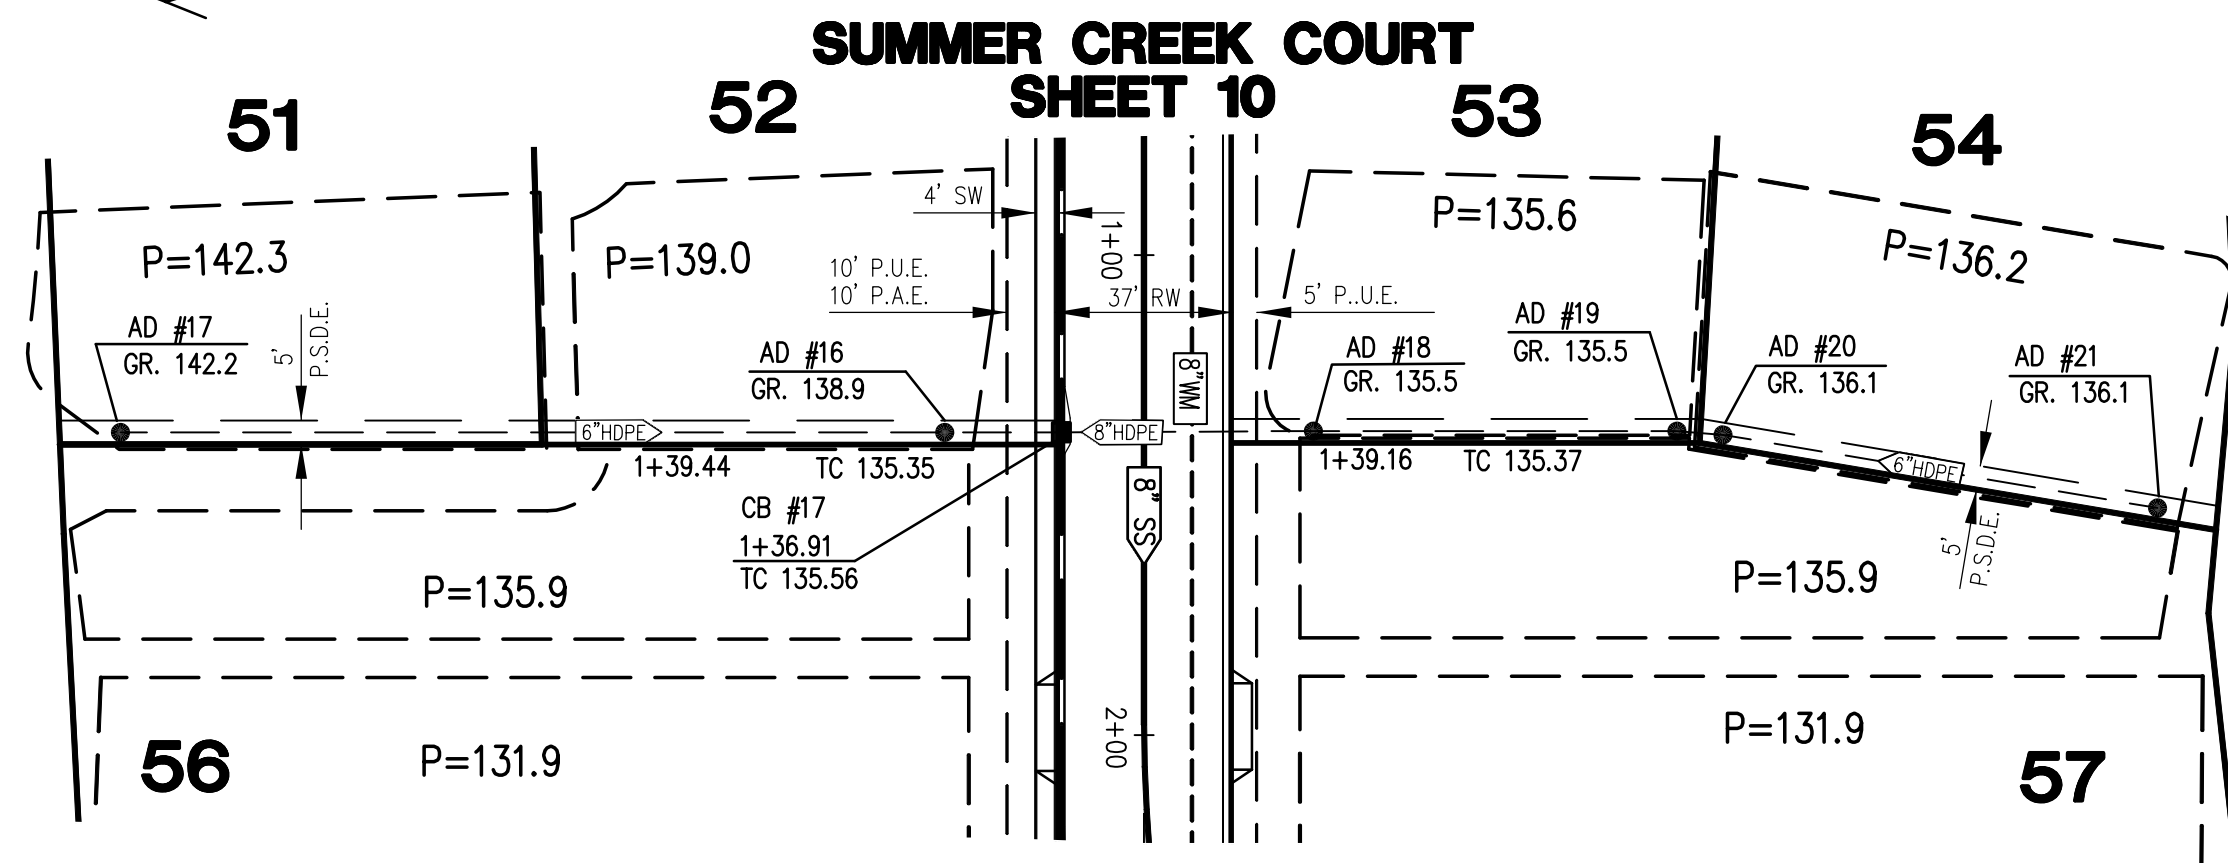 SUMMER CREEK COURT
SHEET 10
51
52
53
54
4' SW
P=142.3
P=139.0
P=135.6
P=136.2
1+00
10' P.U.E.
10' P.A.E.
37' RW
5' P..U.E.
AD #17
GR. 142.2
5'
P.S.D.E.
AD #16
GR. 138.9
8"WM
AD #18
GR. 135.5
AD #19
GR. 135.5
AD #20
GR. 136.1
AD #21
GR. 136.1
6"HDPE
8"HDPE
6"HDPE
1+39.44
TC 135.35
1+39.16
TC 135.37
CB #17
1+36.91
TC 135.56
8" SS
5'
P.S.D.E.
P=135.9
P=135.9
2+00
56
P=131.9
P=131.9
57